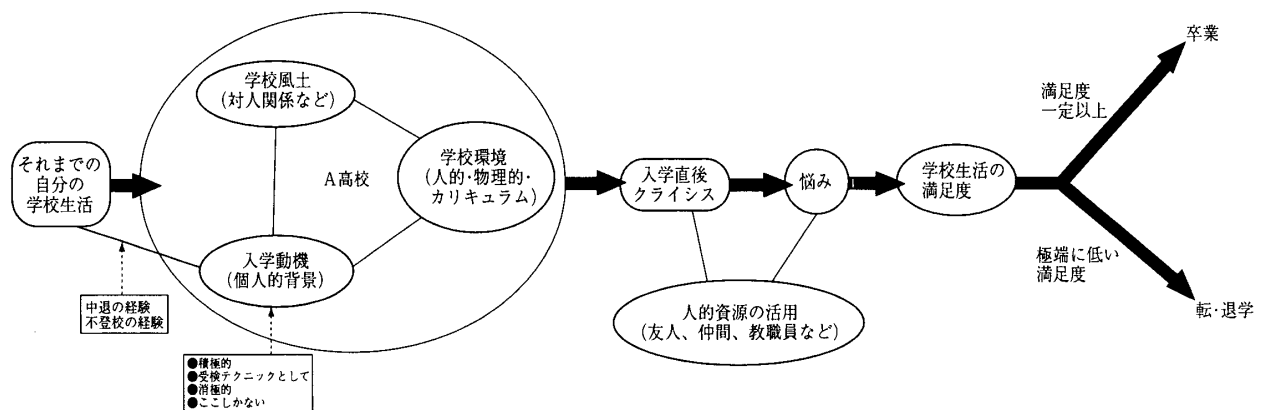 それまでの
自分の
学校生活
学校風土
(対人関係など)
A高校
学校環境
(人的・物理的・
カリキュラム)
入学動機
(個人的背景)
中退の経験
不登校の経験
●積極的
●受検テクニックとして
●消極的
●ここしかない
入学直後
クライシス
悩み
人的資源の活用
(友人、仲間、教職員など)
学校生活の
満足度
満足度
一定以上
卒業
極端に低い
満足度
転・退学